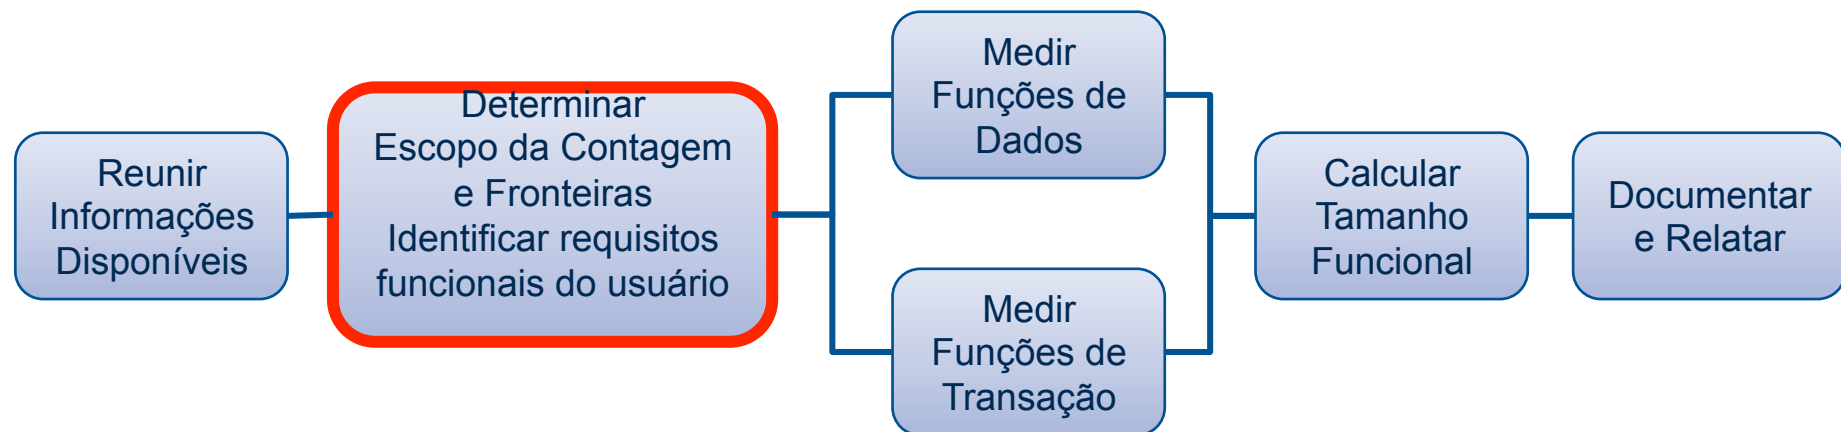 Reunir
Informações
Disponíveis
Determinar
Escopo da Contagem
e Fronteiras
Identificar requisitos
funcionais do usuário
Medir
Funções de
Dados
Medir
Funções de
Transação
Calcular
Tamanho
Funcional
Documentar
e Relatar